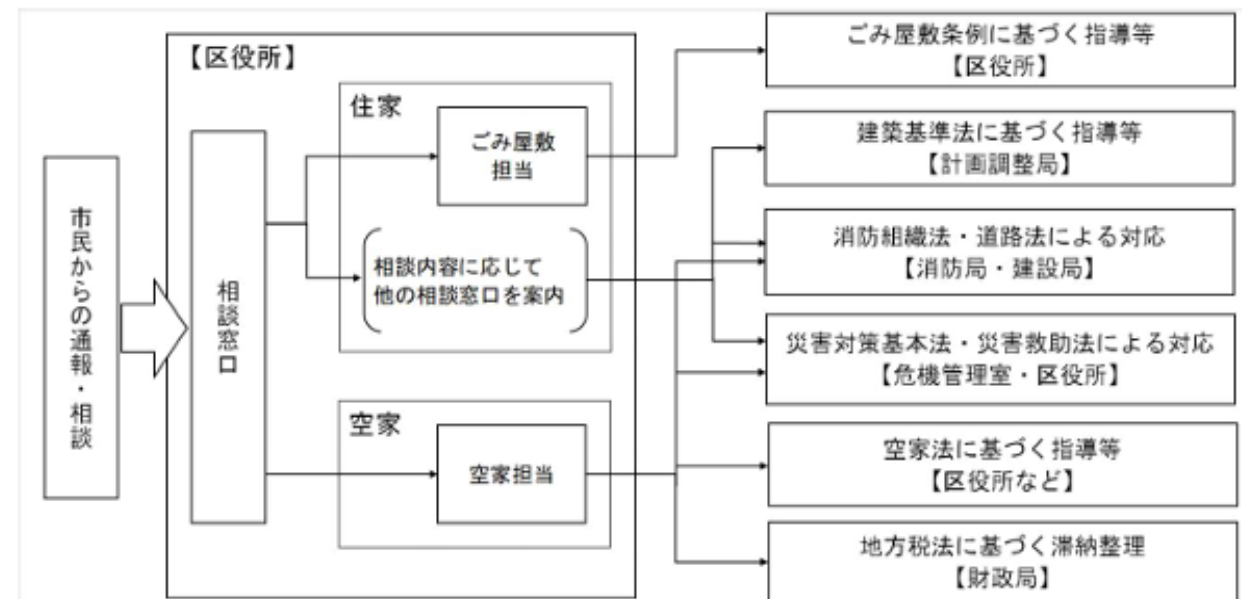 【区役所】
市民からの通報・相談
相談窓口
住家
ごみ屋敷
担当
相談内容に応じて
他の相談窓口を案内
空家
空家担当
ごみ屋敷条例に基づく指導等
【区役所】
建築基準法に基づく指導等
【計画調整局】
消防組織法・道路法による対応
【消防局・建設局】
災害対策基本法・災害救助法による対応
【危機管理室・区役所】
空家法に基づく指導等
【区役所など】
地方税法に基づく滞納整理
【財政局】